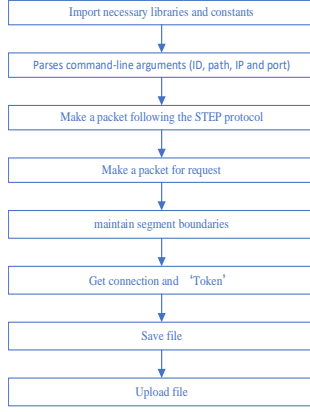 Import necessary libraries and constants
Parses command-line arguments (ID, path, IP and port)
Make a packet following the STEP protocol
Make a packet for request
maintain segment boundaries
Get connection and ‘Token’
Save file
Upload file